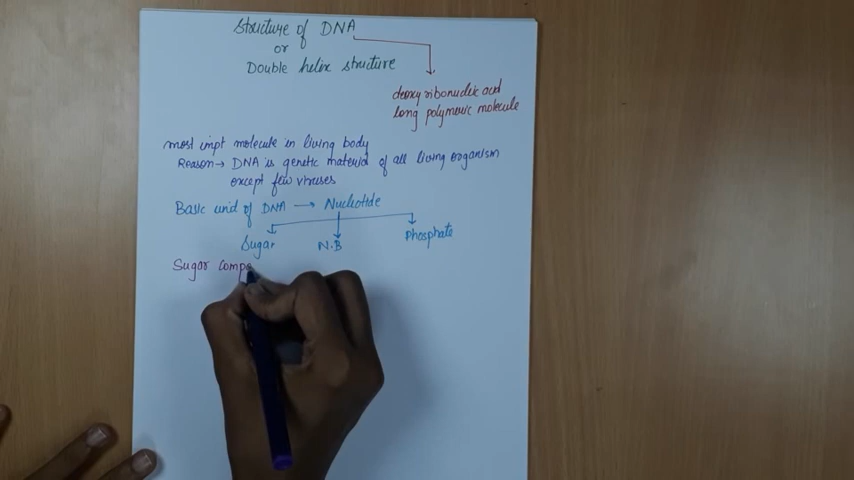 Structure of DNA
or
Double helix structure
deoxy ribonucleic acid
long polymeric molecule
most impt molecule in living body
Reason → DNA is genetic material of all living organism
except few viruses
Basic unid of DNA → Nucleotide
Sugar N.B Phosphate
Sugar Compo